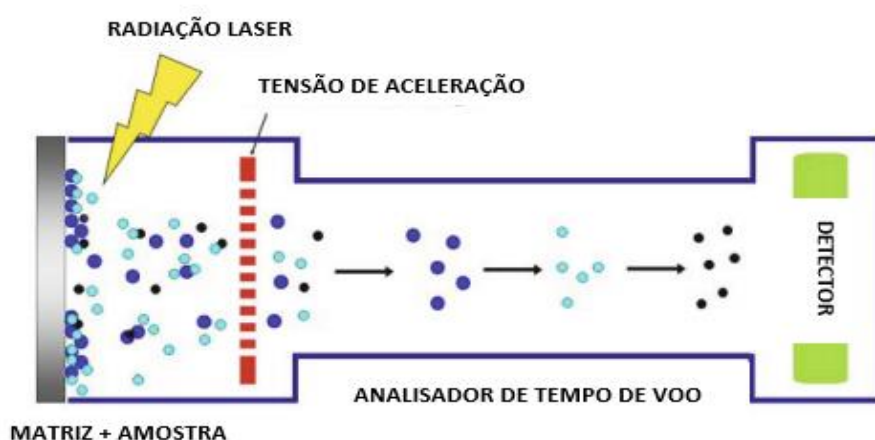 RADIAÇÃO LASER
TENSÃO DE ACELERAÇÃO
DETECTOR
ANALISADOR DE TEMPO DE VOO
MATRIZ + AMOSTRA